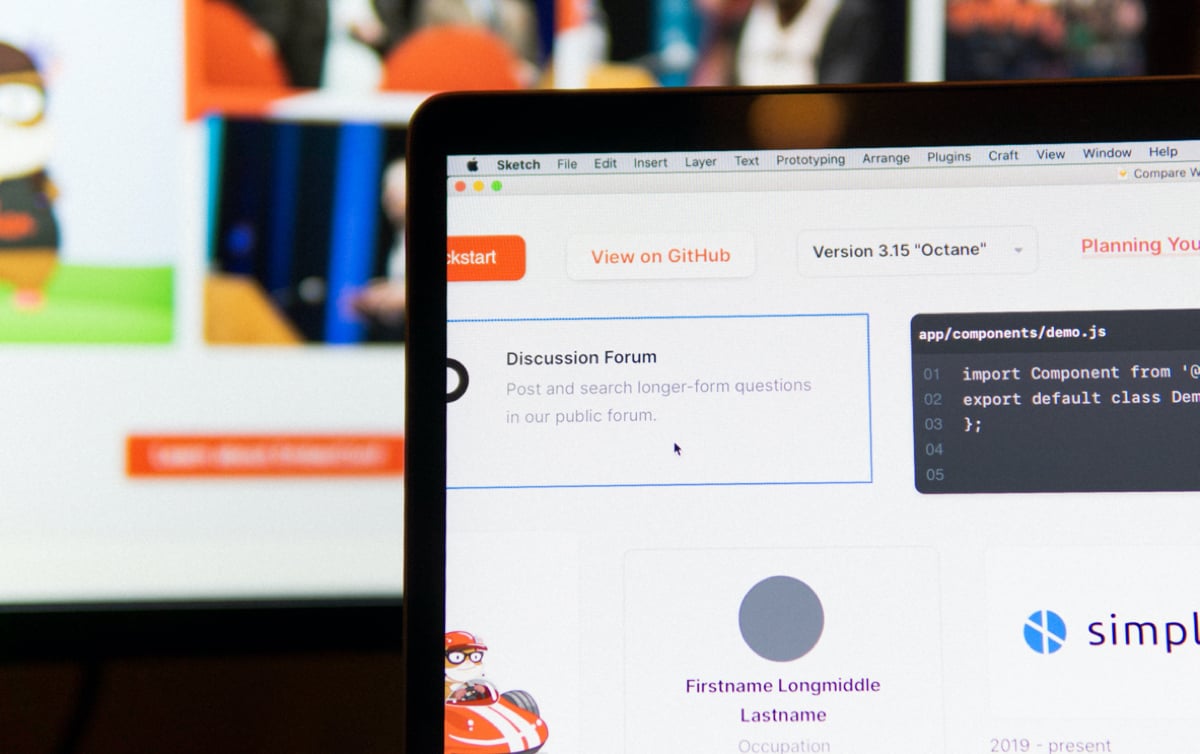 Sketch File Edit Insert Layer Text Prototyping Arrange Plugins Craft View Window Help
Compare W
ckstart
View on GitHub
Version 3.15 "Octane"
Planning You
Discussion Forum
Post and search longer-form questions
in our public forum.
app/components/demo.js
01 import Component from '@
02 export default class Dem
03 };
04
05
Firstname Longmiddle
Lastname
Occupation
simpl
2019 - present